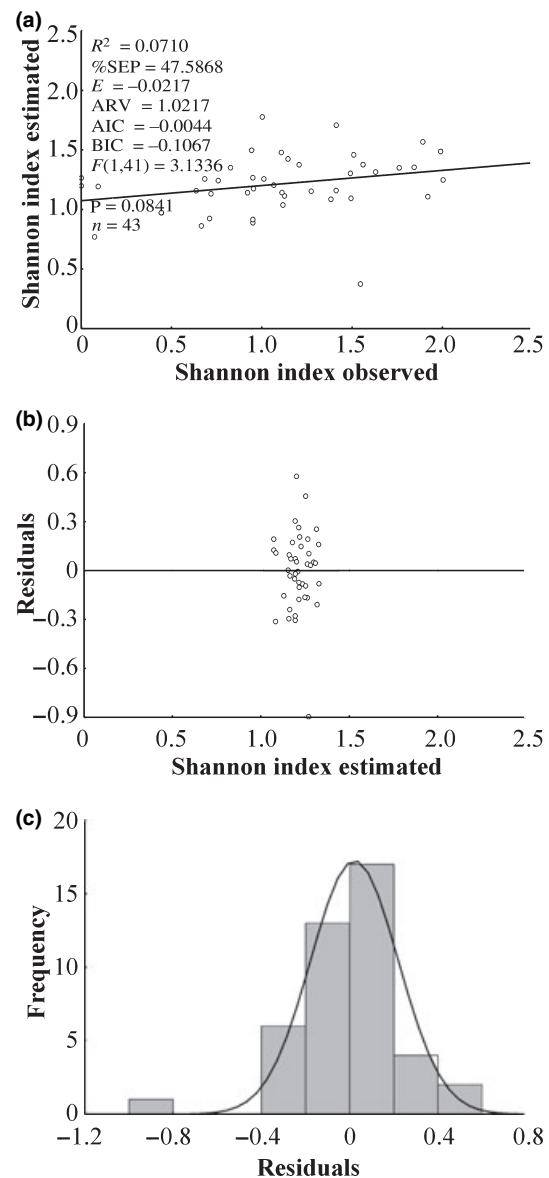 (a)
2.5
2.0
1.5
1.0
0.5
0
Shannon index estimated
R² = 0.0710
%SEP = 47.5868
E = –0.0217
ARV = 1.0217
AIC = –0.0044
BIC = –0.1067
F(1,41) = 3.1336
P = 0.0841
n = 43
0 0.5 1.0 1.5 2.0 2.5
Shannon index observed
(b)
0.9
0.6
0.3
0
–0.3
–0.6
–0.9
Residuals
0 0.5 1.0 1.5 2.0 2.5
Shannon index estimated
(c)
20
15
10
5
0
Frequency
–1.2 –0.8 –0.4 0 0.4 0.8
Residuals